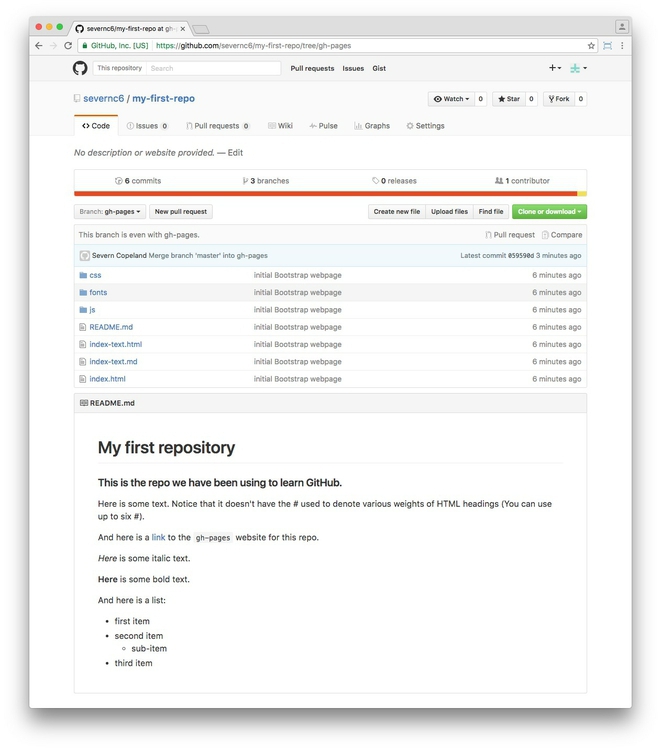 severnc6/my-first-repo at gh-p
GitHub, Inc. [US] https://github.com/severnc6/my-first-repo/tree/gh-pages
This repository Search Pull requests Issues Gist
severnc6 / my-first-repo Watch 0 Star 0 Fork 0
Code Issues 0 Pull requests 0 Wiki Pulse Graphs Settings
No description or website provided. — Edit
6 commits 3 branches 0 releases 1 contributor
Branch: gh-pages New pull request Create new file Upload files Find file Clone or download
This branch is even with gh-pages. Pull request Compare
Severn Copeland Merge branch 'master' into gh-pages Latest commit 059590d 3 minutes ago
css initial Bootstrap webpage 6 minutes ago
fonts initial Bootstrap webpage 6 minutes ago
js initial Bootstrap webpage 6 minutes ago
README.md initial Bootstrap webpage 6 minutes ago
index-text.html initial Bootstrap webpage 6 minutes ago
index-text.md initial Bootstrap webpage 6 minutes ago
index.html initial Bootstrap webpage 6 minutes ago
README.md
My first repository
This is the repo we have been using to learn GitHub.
Here is some text. Notice that it doesn't have the # used to denote various weights of HTML headings (You can use
up to six #).
And here is a link to the gh-pages website for this repo.
Here is some italic text.
Here is some bold text.
And here is a list:
first item
second item
sub-item
third item